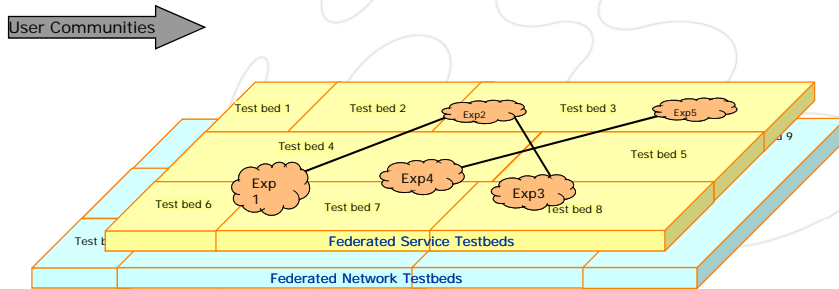 User Communities
Test bed 1
Test bed 2
Exp2
Test bed 3
Exp5
Test bed 4
Test bed 5
9
Exp
1
Exp4
Exp3
Test bed 6
Test bed 7
Test bed 8
Test
Federated Service Testbeds
Federated Network Testbeds